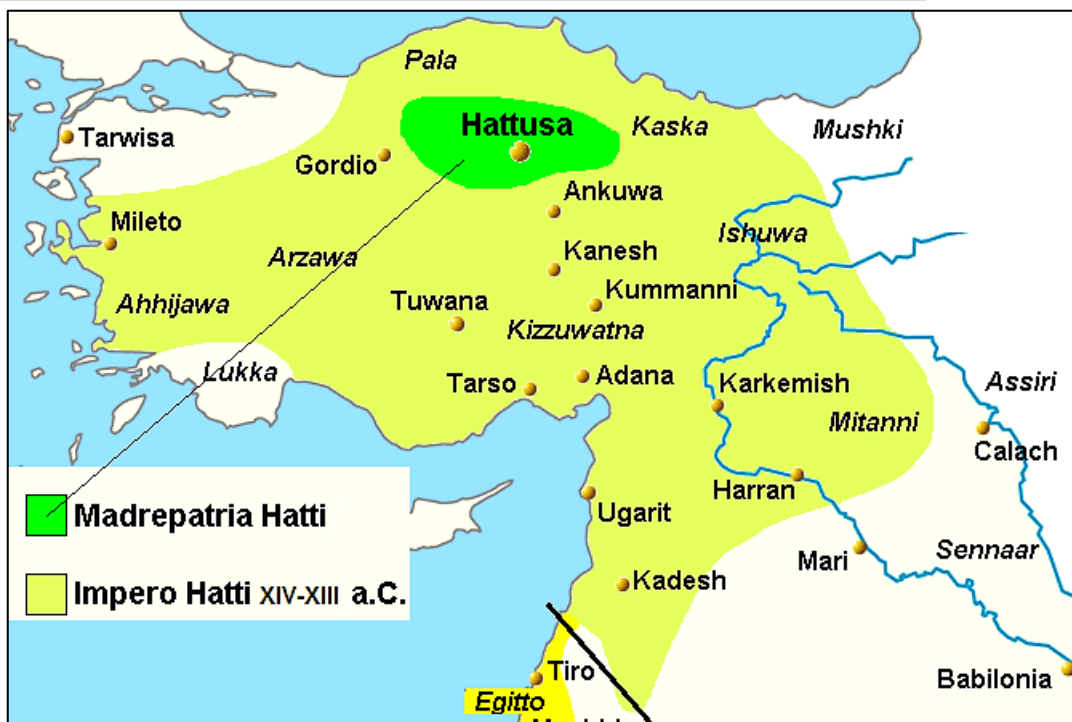 Pala
Hattusa
Kaska
Mushki
Tarwisa
Gordio
Ankuwa
Mileto
Ishuwa
Arzawa
Kanesh
Kummanni
Ahhijawa
Tuwana
Kizzuwatna
Lukka
Tarso
Adana
Karkemish
Assiri
Mitanni
Calach
Harran
Ugarit
Madrepatria Hatti
Sennaar
Mari
Kadesh
Impero Hatti XIV-XIII a.C.
Tiro
Babilonia
Egitto